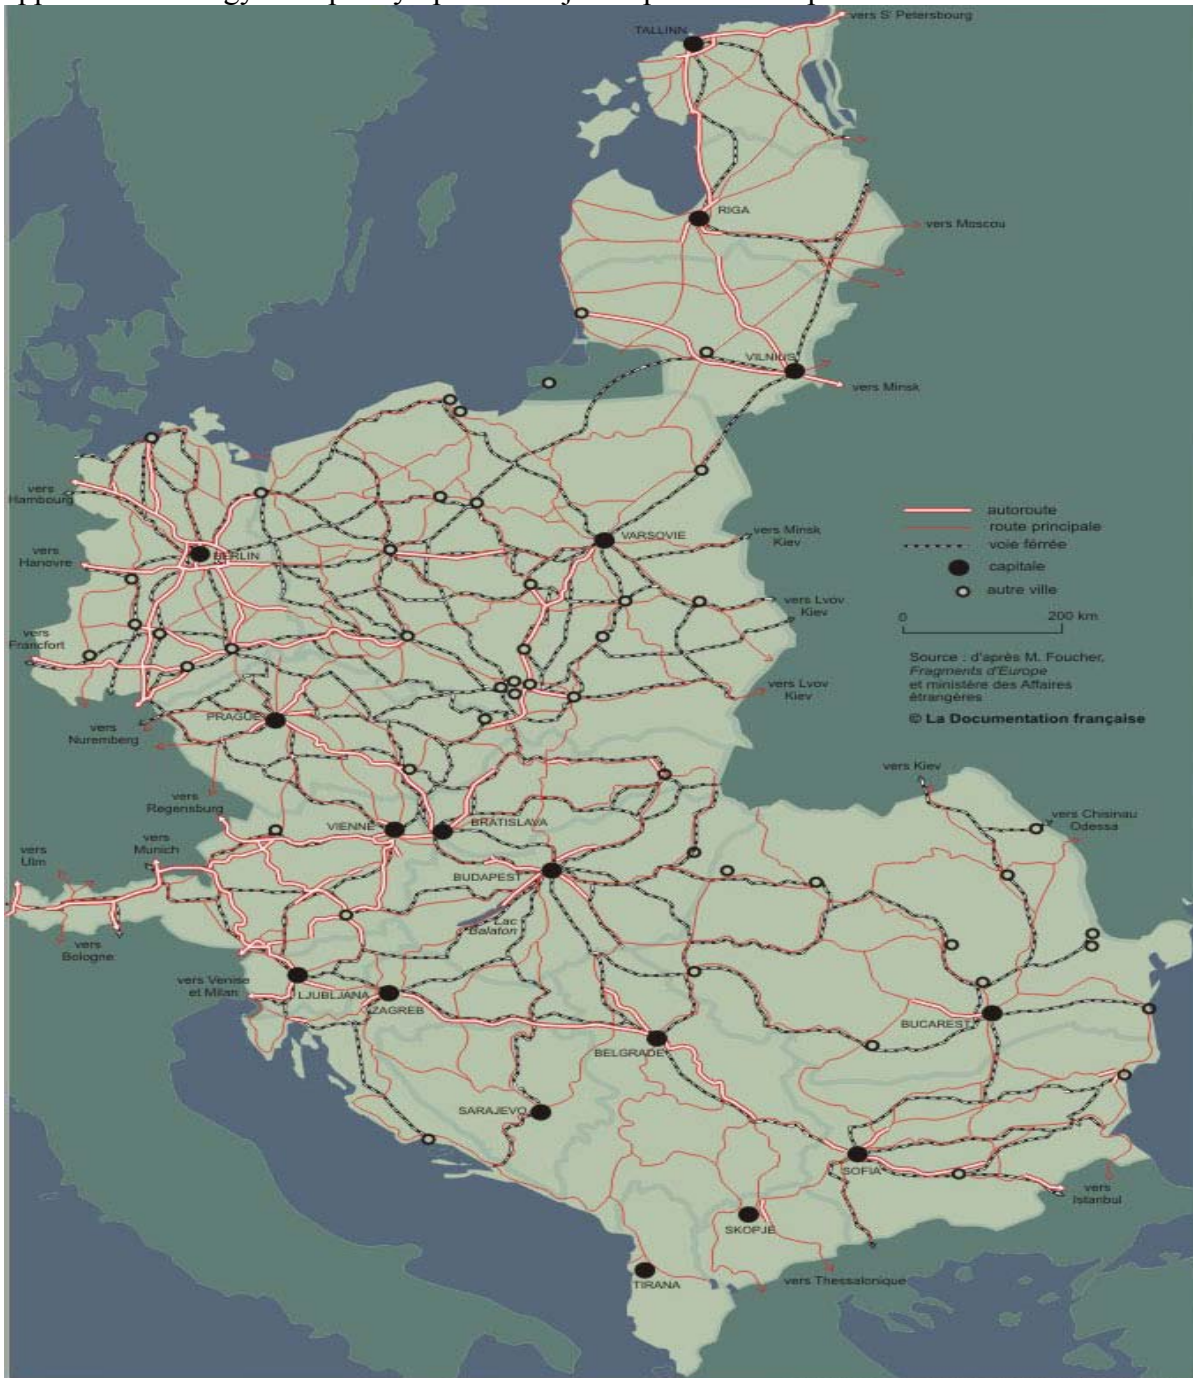 vers Sᵗ Petersbourg
TALLINN
RIGA
vers Moscou
VILNIUS
vers Minsk
vers
Hambourg
vers
Hanovre
BERLIN
VARSOVIE
vers Minsk
Kiev
vers Lvov
Kiev
vers
Francfort
vers Lvov
Kiev
autoroute
route principale
voie férrée
capitale
autre ville
0 200 km
Source : d'après M. Foucher,
Fragments d'Europe
et ministère des Affaires
étrangères
© La Documentation française
PRAGUE
vers
Nuremberg
vers
Regensburg
vers Kiev
vers Chisinau
Odessa
VIENNE
BRATISLAVA
vers
Munich
vers
Ulm
BUDAPEST
Lac
Balaton
vers
Bologne
vers Venise
et Milan
LJUBLJANA
ZAGREB
BELGRADE
BUCAREST
SARAJEVO
SOFIA
vers
Istanbul
SKOPJE
TIRANA
vers Thessalonique